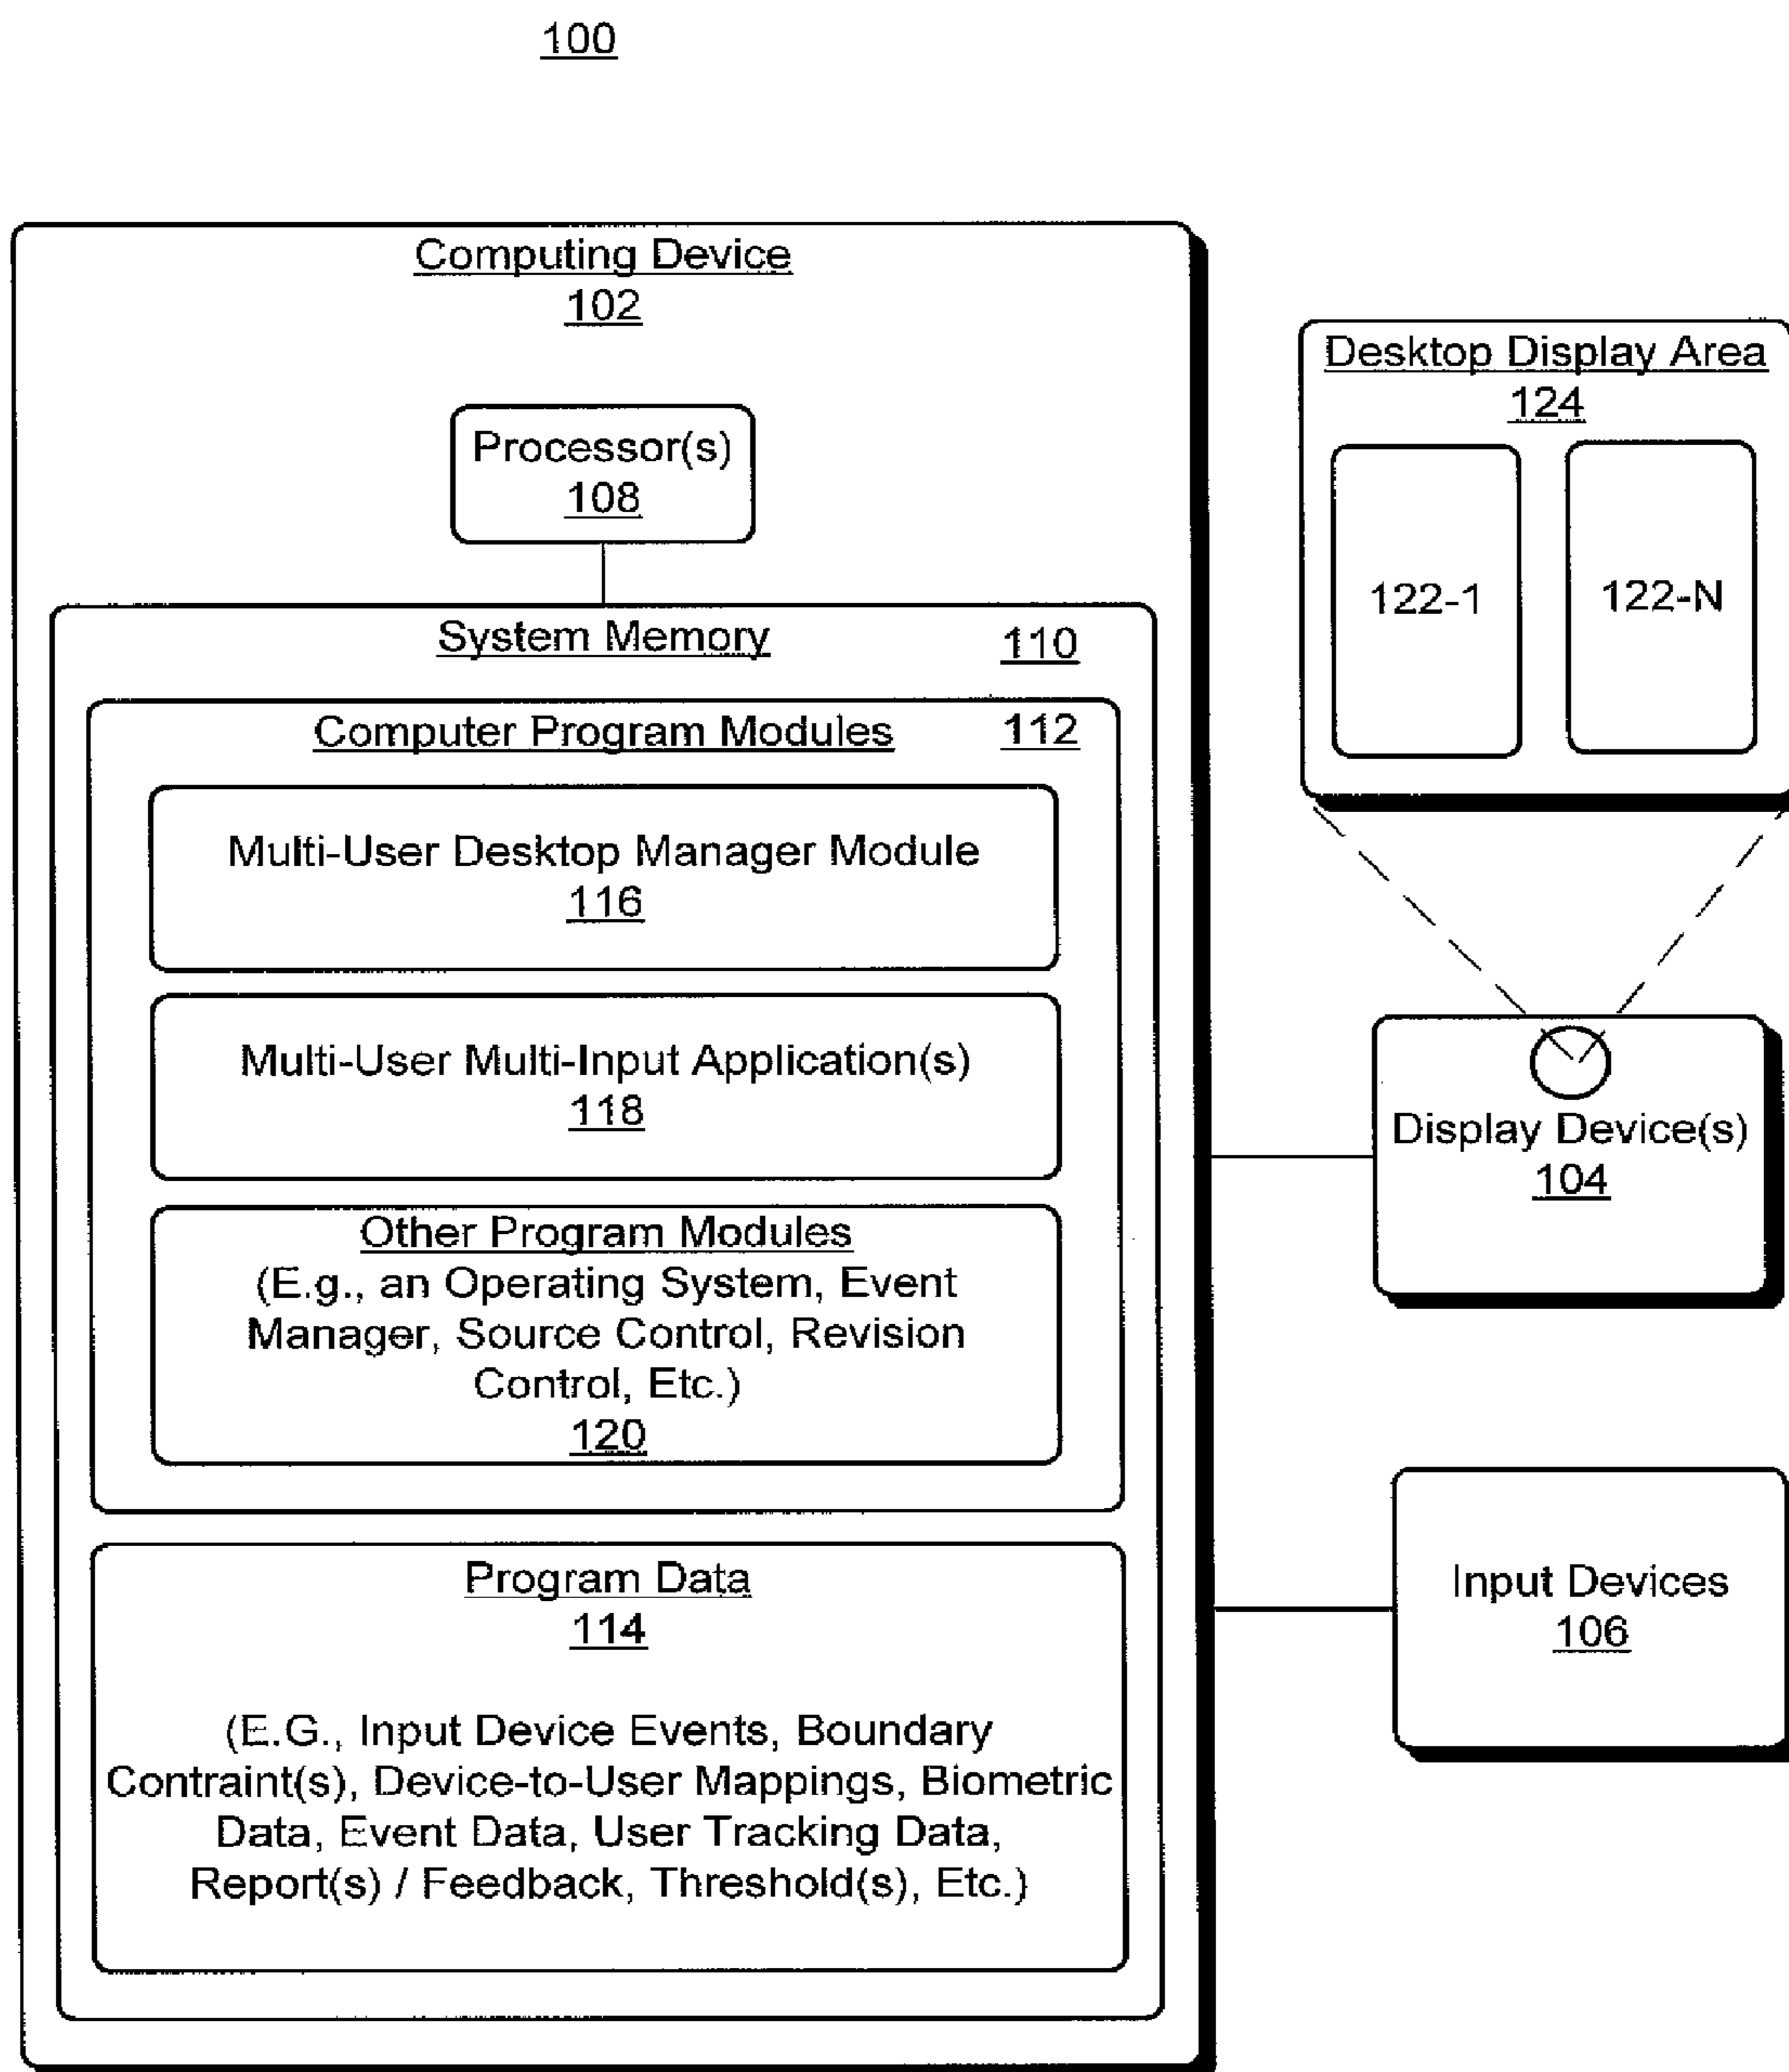 100
Computing Device
102
Processor(s)
108
System Memory
110
Computer Program Modules
112
Multi-User Desktop Manager Module
116
Multi-User Multi-Input Application(s)
118
Other Program Modules
(E.g., an Operating System, Event
Manager, Source Control, Revision
Control, Etc.)
120
Program Data
114
(E.G., Input Device Events, Boundary
Contraint(s), Device-to-User Mappings, Biometric
Data, Event Data, User Tracking Data,
Report(s) / Feedback, Threshold(s), Etc.)
Desktop Display Area
124
122-1
122-N
Display Device(s)
104
Input Devices
106